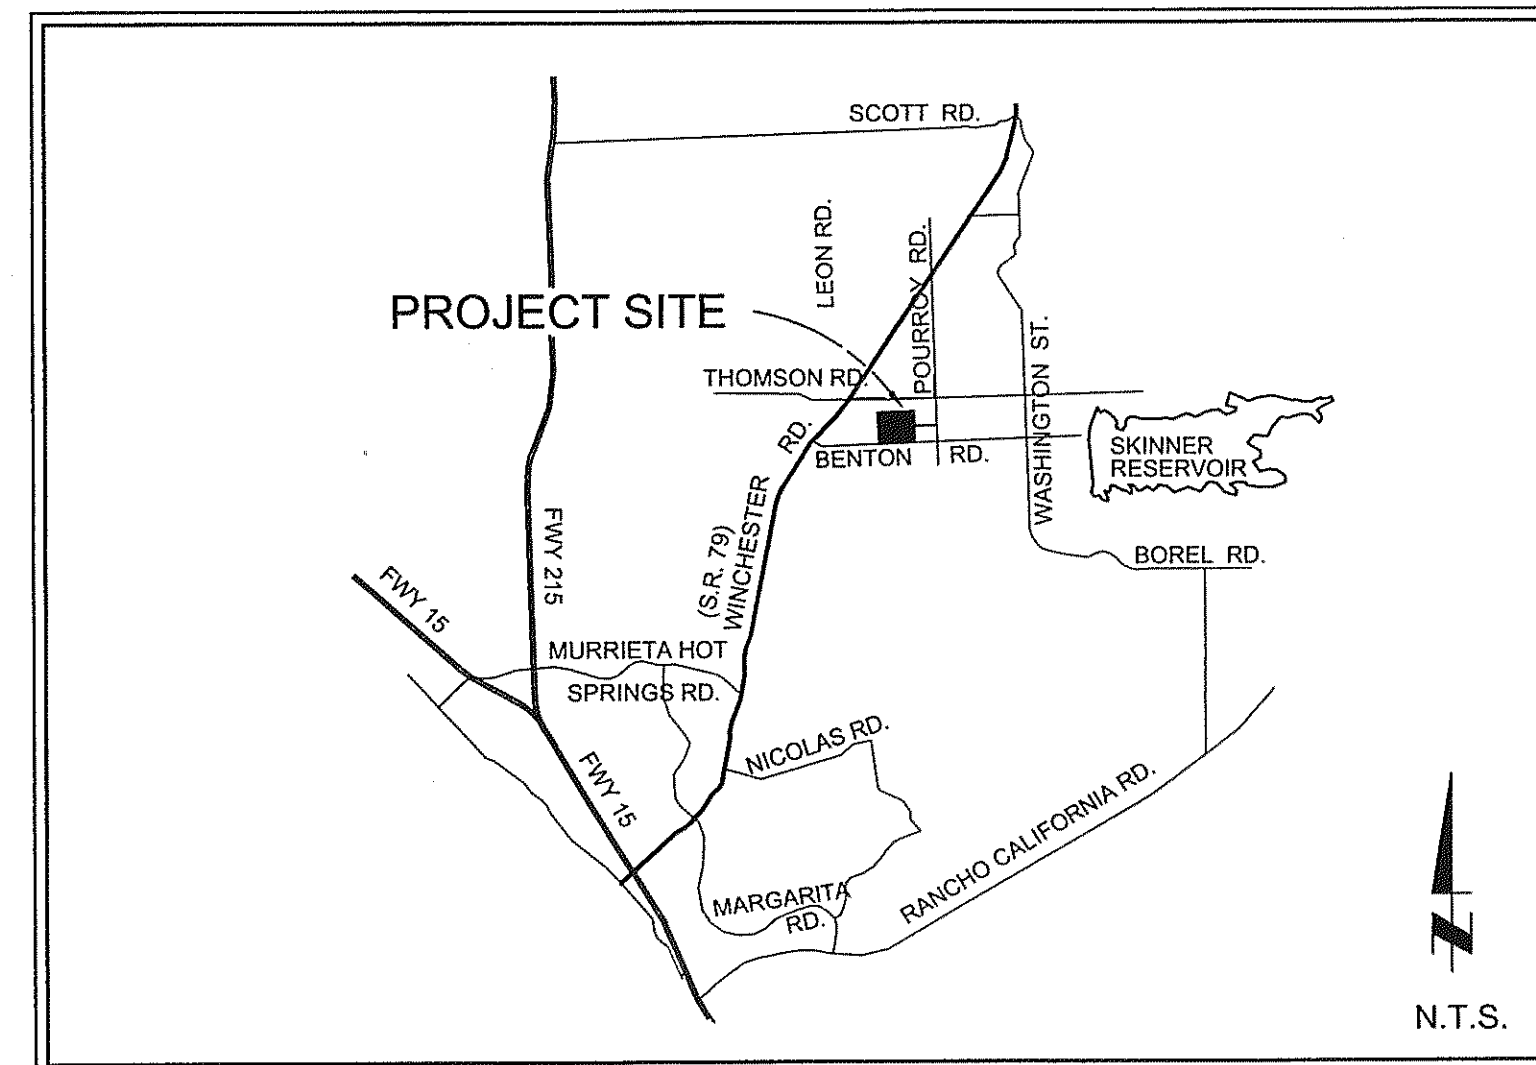 SCOTT RD.
LEON RD.
POURROY RD.
PROJECT SITE
THOMSON RD.
WASHINGTON ST.
RD.
BENTON RD.
SKINNER
RESERVOIR
(S.R. 79)
WINCHESTER
FWY 215
BOREL RD.
FWY 15
MURRIETA HOT
SPRINGS RD.
NICOLAS RD.
FWY 15
RANCHO CALIFORNIA RD.
MARGARITA
RD.
N
N.T.S.